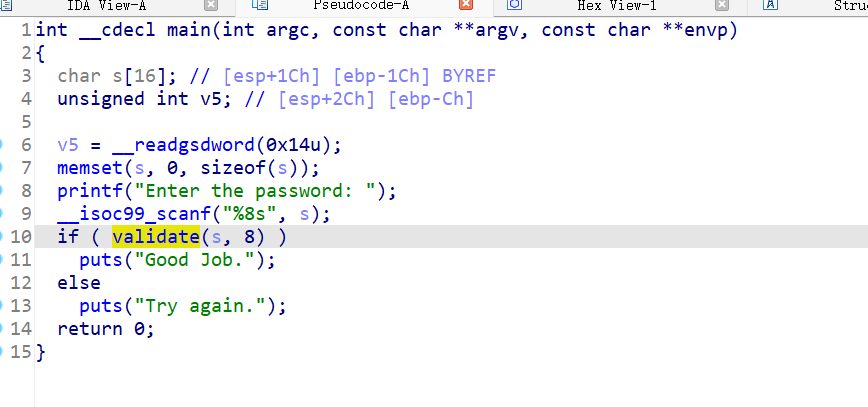 IDA View-A Pseudocode-A Hex View-1 A
1 int __cdecl main(int argc, const char **argv, const char **envp)
2 {
3 char s[16]; // [esp+1Ch] [ebp-1Ch] BYREF
4 unsigned int v5; // [esp+2Ch] [ebp-Ch]
5
6 v5 = __readgsdword(0x14u);
7 memset(s, 0, sizeof(s));
8 printf("Enter the password: ");
9 __isoc99_scanf("%8s", s);
10 if ( validate(s, 8) )
11 puts("Good Job.");
12 else
13 puts("Try again.");
14 return 0;
15 }